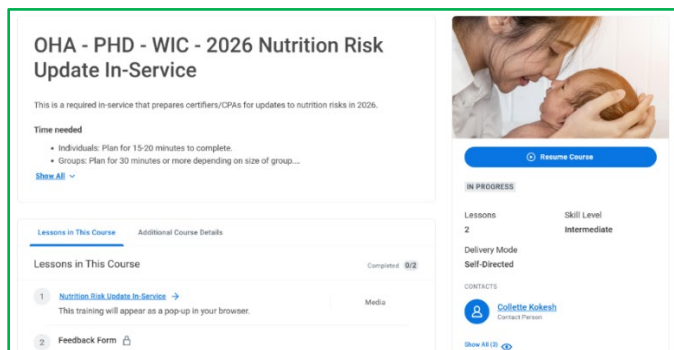 OHA - PHD - WIC - 2026 Nutrition Risk
Update In-Service
This is a required in-service that prepares certifiers/CPAs for updates to nutrition risks in 2026.
Time needed
• Individuals: Plan for 15-20 minutes to complete.
• Groups: Plan for 30 minutes or more depending on size of group....
Show All
Lessons in This Course
Additional Course Details
Lessons in This Course
Completed 0/2
1 Nutrition Risk Update In-Service
Media
This training will appear as a pop-up in your browser.
2 Feedback Form
Resume Course
IN PROGRESS
Lessons
Skill Level
2
Intermediate
Delivery Mode
Self-Directed
CONTACTS
Collette Kokesh
Contact Person
Show All (2)